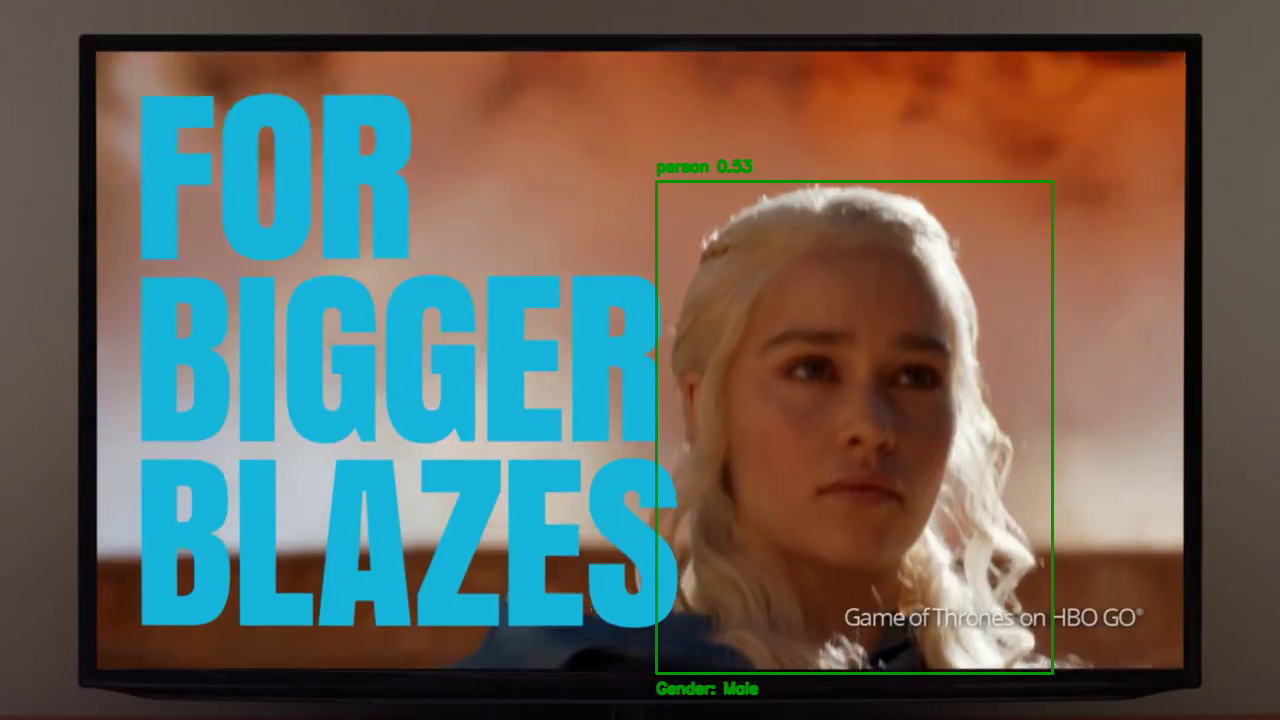 FOR
BIGGER
BLAZES
person 0.53
Game of Thrones on HBO GO®
Gender: Male